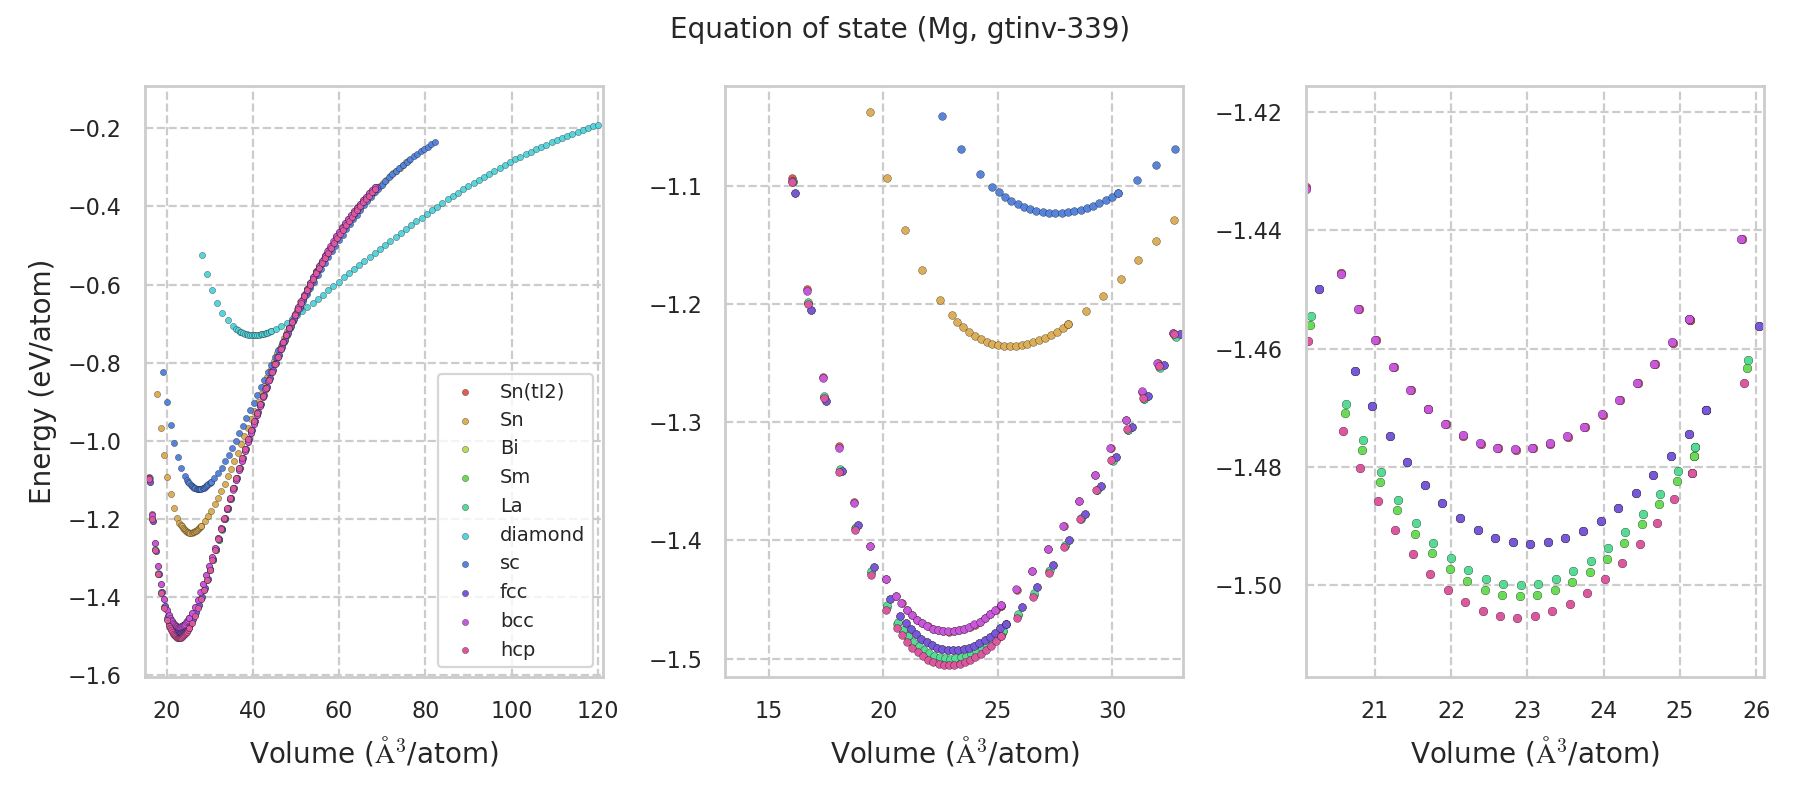 Equation of state (Mg, gtinv-339)
Energy (eV/atom)
−0.2
−0.4
−0.6
−0.8
−1.0
−1.2
−1.4
−1.6
20
40
60
80
100
120
Volume (Å³/atom)
Sn(tI2)
Sn
Bi
Sm
La
diamond
sc
fcc
bcc
hcp
−1.1
−1.2
−1.3
−1.4
−1.5
15
20
25
30
Volume (Å³/atom)
−1.42
−1.44
−1.46
−1.48
−1.50
21
22
23
24
25
26
Volume (Å³/atom)